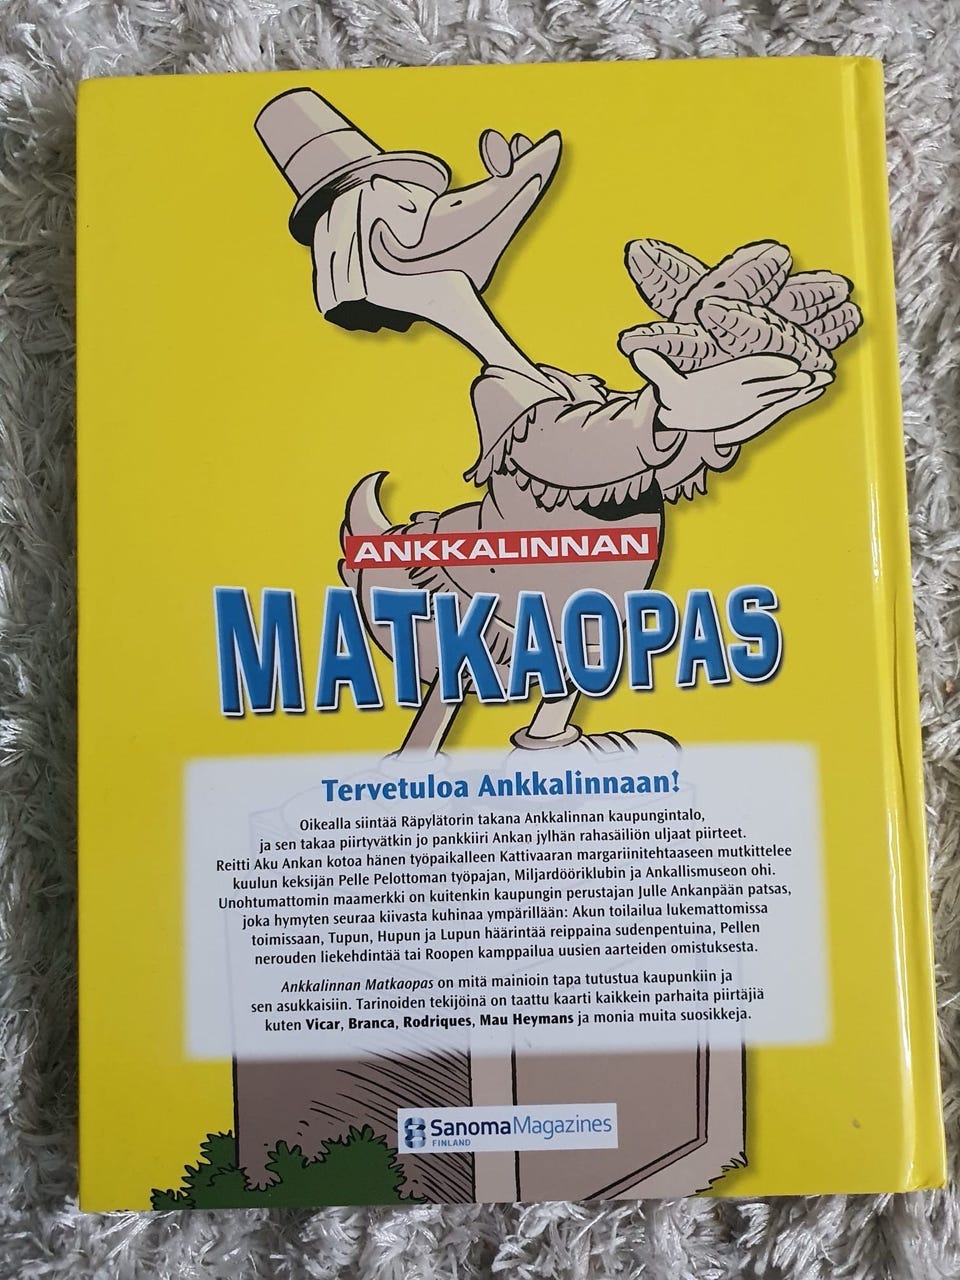 ANKKALINNAN
MATKAOPAS
Tervetuloa Ankkalinnaan!
Oikealla siintää Räpylätorin takana Ankkalinnan kaupungintalo,
ja sen takaa piirtyvätkin jo pankkiiri Ankan jylhän rahasäiliön uljaat piirteet.
Reitti Aku Ankan kotoa hänen työpaikalleen Kattivaaran margariinitehtaaseen mutkittelee
kuulun keksijän Pelle Pelottoman työpajan, Miljardööriklubin ja Ankallismuseon ohi.
Unohtumattomin maamerkki on kuitenkin kaupungin perustajan Julle Ankanpään patsas,
joka hymyten seuraa kiivasta kuhinaa ympärillään: Akun toilailua lukemattomissa
toimissaan, Tupun, Hupun ja Lupun häärintää reippaina sudenpentuina, Pellen
nerouden liekehdintää tai Roopen kamppailua uusien aarteiden omistuksesta.
Ankkalinnan Matkaopas on mitä mainioin tapa tutustua kaupunkiin ja
sen asukkaisiin. Tarinoiden tekijöinä on taattu kaarti kaikkein parhaita piirtäjiä
kuten Vicar, Branca, Rodriques, Mau Heymans ja monia muita suosikkeja.
SanomaMagazines
FINLAND